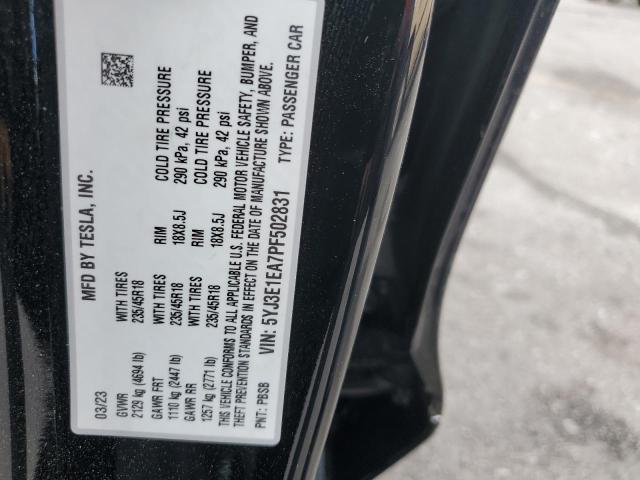 MFD BY TESLA, INC.
03/23
GVWR WITH TIRES RIM COLD TIRE PRESSURE
2129 kg (4694 lb) 235/45R18 18X8.5J 290 kPa, 42 psi
GAWR FRT WITH TIRES RIM COLD TIRE PRESSURE
1110 kg (2447 lb) 235/45R18 18X8.5J 290 kPa, 42 psi
GAWR RR WITH TIRES
1257 kg (2771 lb) 235/45R18
THIS VEHICLE CONFORMS TO ALL APPLICABLE U.S. FEDERAL MOTOR VEHICLE SAFETY, BUMPER, AND
THEFT PREVENTION STANDARDS IN EFFECT ON THE DATE OF MANUFACTURE SHOWN ABOVE.
PNT: PBSB VIN: 5YJ3E1EA7PF502831 TYPE: PASSENGER CAR